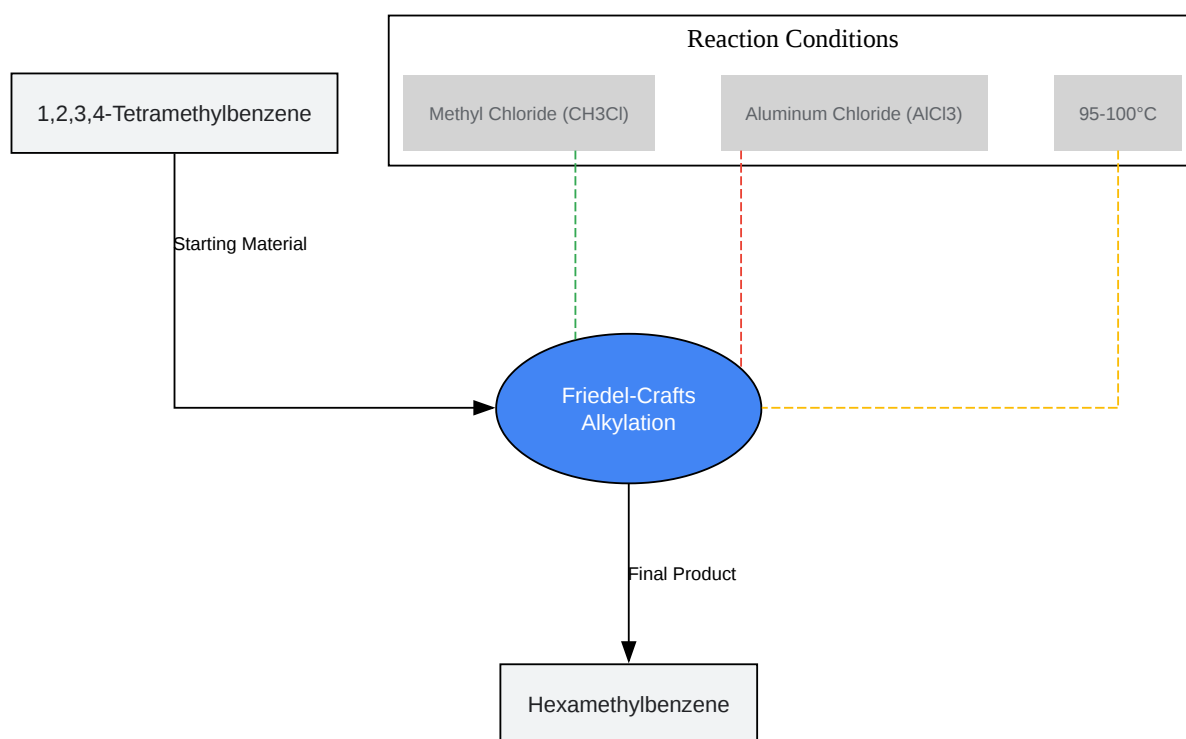 Reaction Conditions
1,2,3,4-Tetramethylbenzene
Methyl Chloride (CH3Cl)
Aluminum Chloride (AlCl3)
95-100°C
Starting Material
Friedel-Crafts
Alkylation
Final Product
Hexamethylbenzene